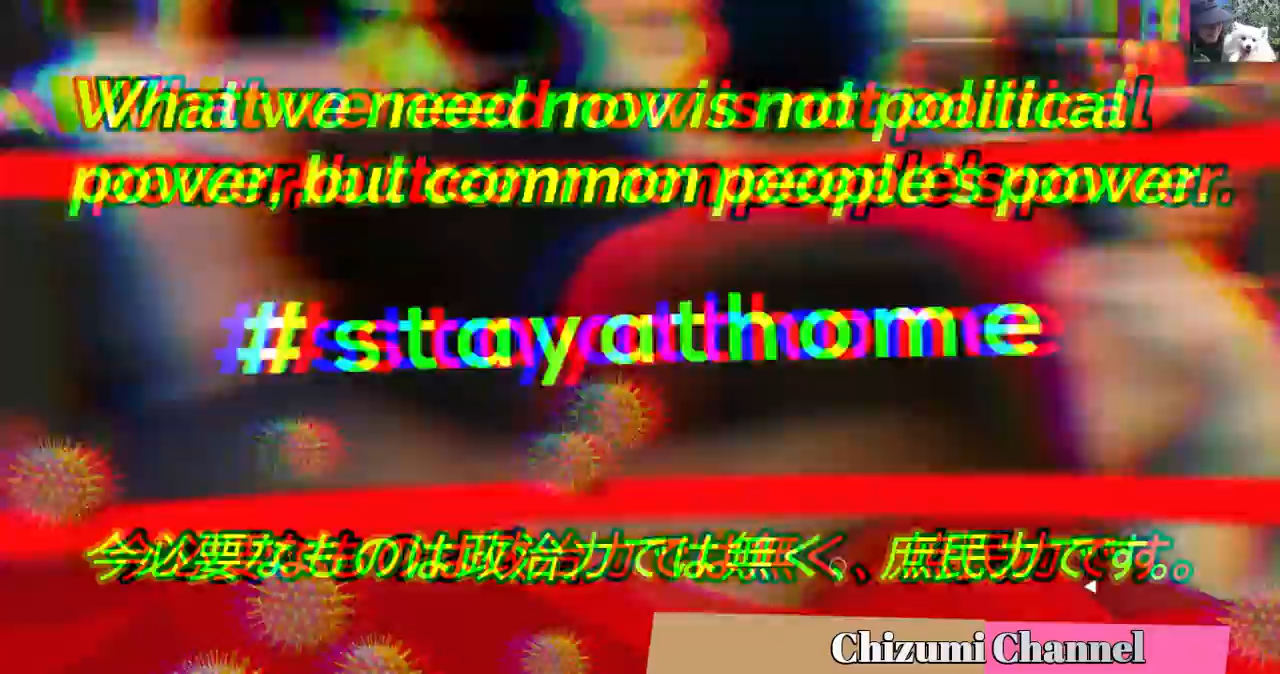 What we need now is not political
power, but common people's power.
#stayathome
今必要なものは政治力では無く、庶民力です。
Chizumi Channel